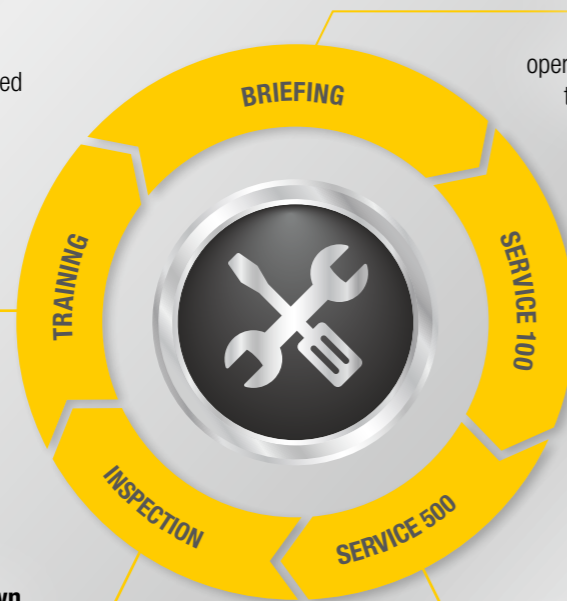 BRIEFING
SERVICE 100
SERVICE 500
INSPECTION
TRAINING